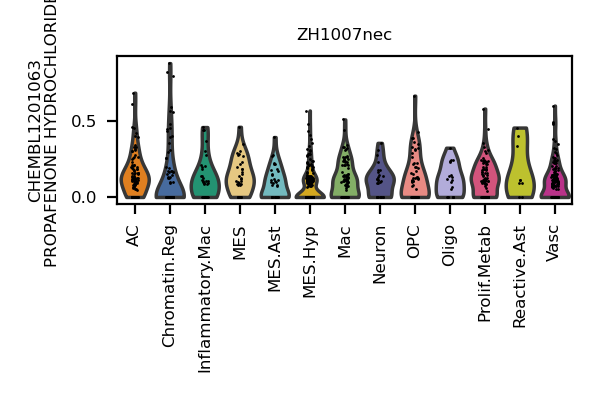 ZH1007nec
CHEMBL1201063
PROPAFENONE HYDROCHLORIDE
0.5
0.0
AC
Chromatin.Reg
Inflammatory.Mac
MES
MES.Ast
MES.Hyp
Mac
Neuron
OPC
Oligo
Prolif.Metab
Reactive.Ast
Vasc